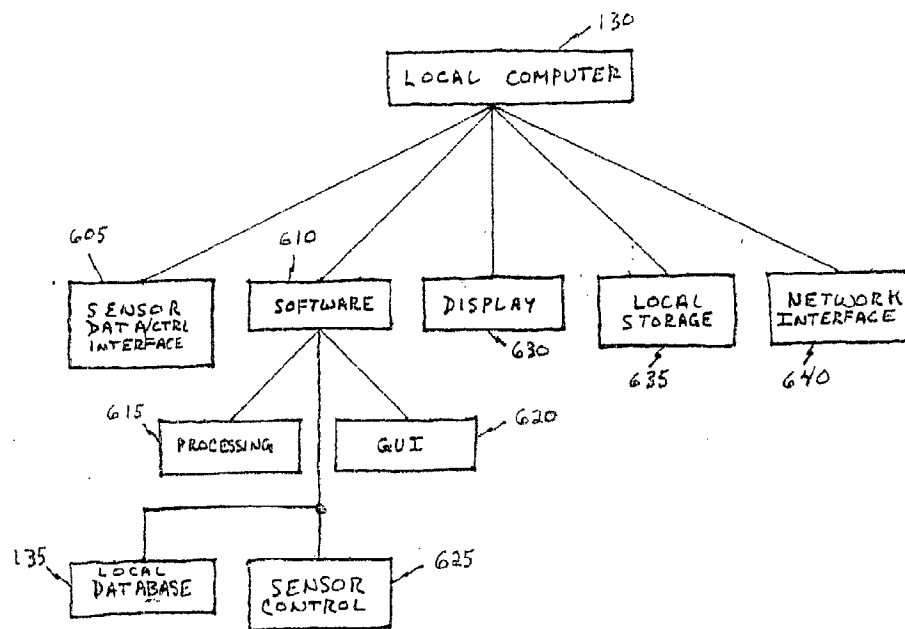 130
LOCAL COMPUTER
605
610
SENSOR
DATA/CTRL
INTERFACE
SOFTWARE
DISPLAY
LOCAL
STORAGE
NETWORK
INTERFACE
630
635
640
615
620
PROCESSING
GUI
135
625
LOCAL
DATABASE
SENSOR
CONTROL